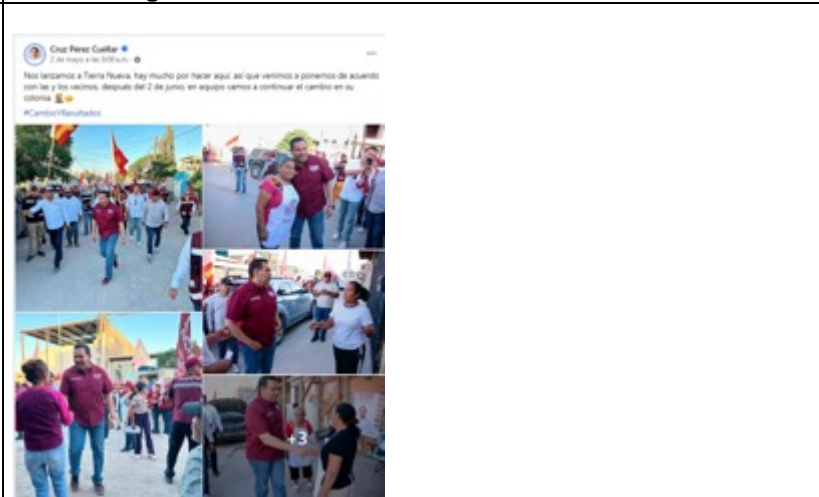 Cruz Pérez Cuellar
2 de mayo a las 9:00 a.m. ·
Nos lanzamos a Tierra Nueva, hay mucho por hacer aquí, así que venimos a ponernos de acuerdo
con las y los vecinos, después del 2 de junio, en equipo vamos a continuar el cambio en su
colonia.
#CambioYResultados
+3